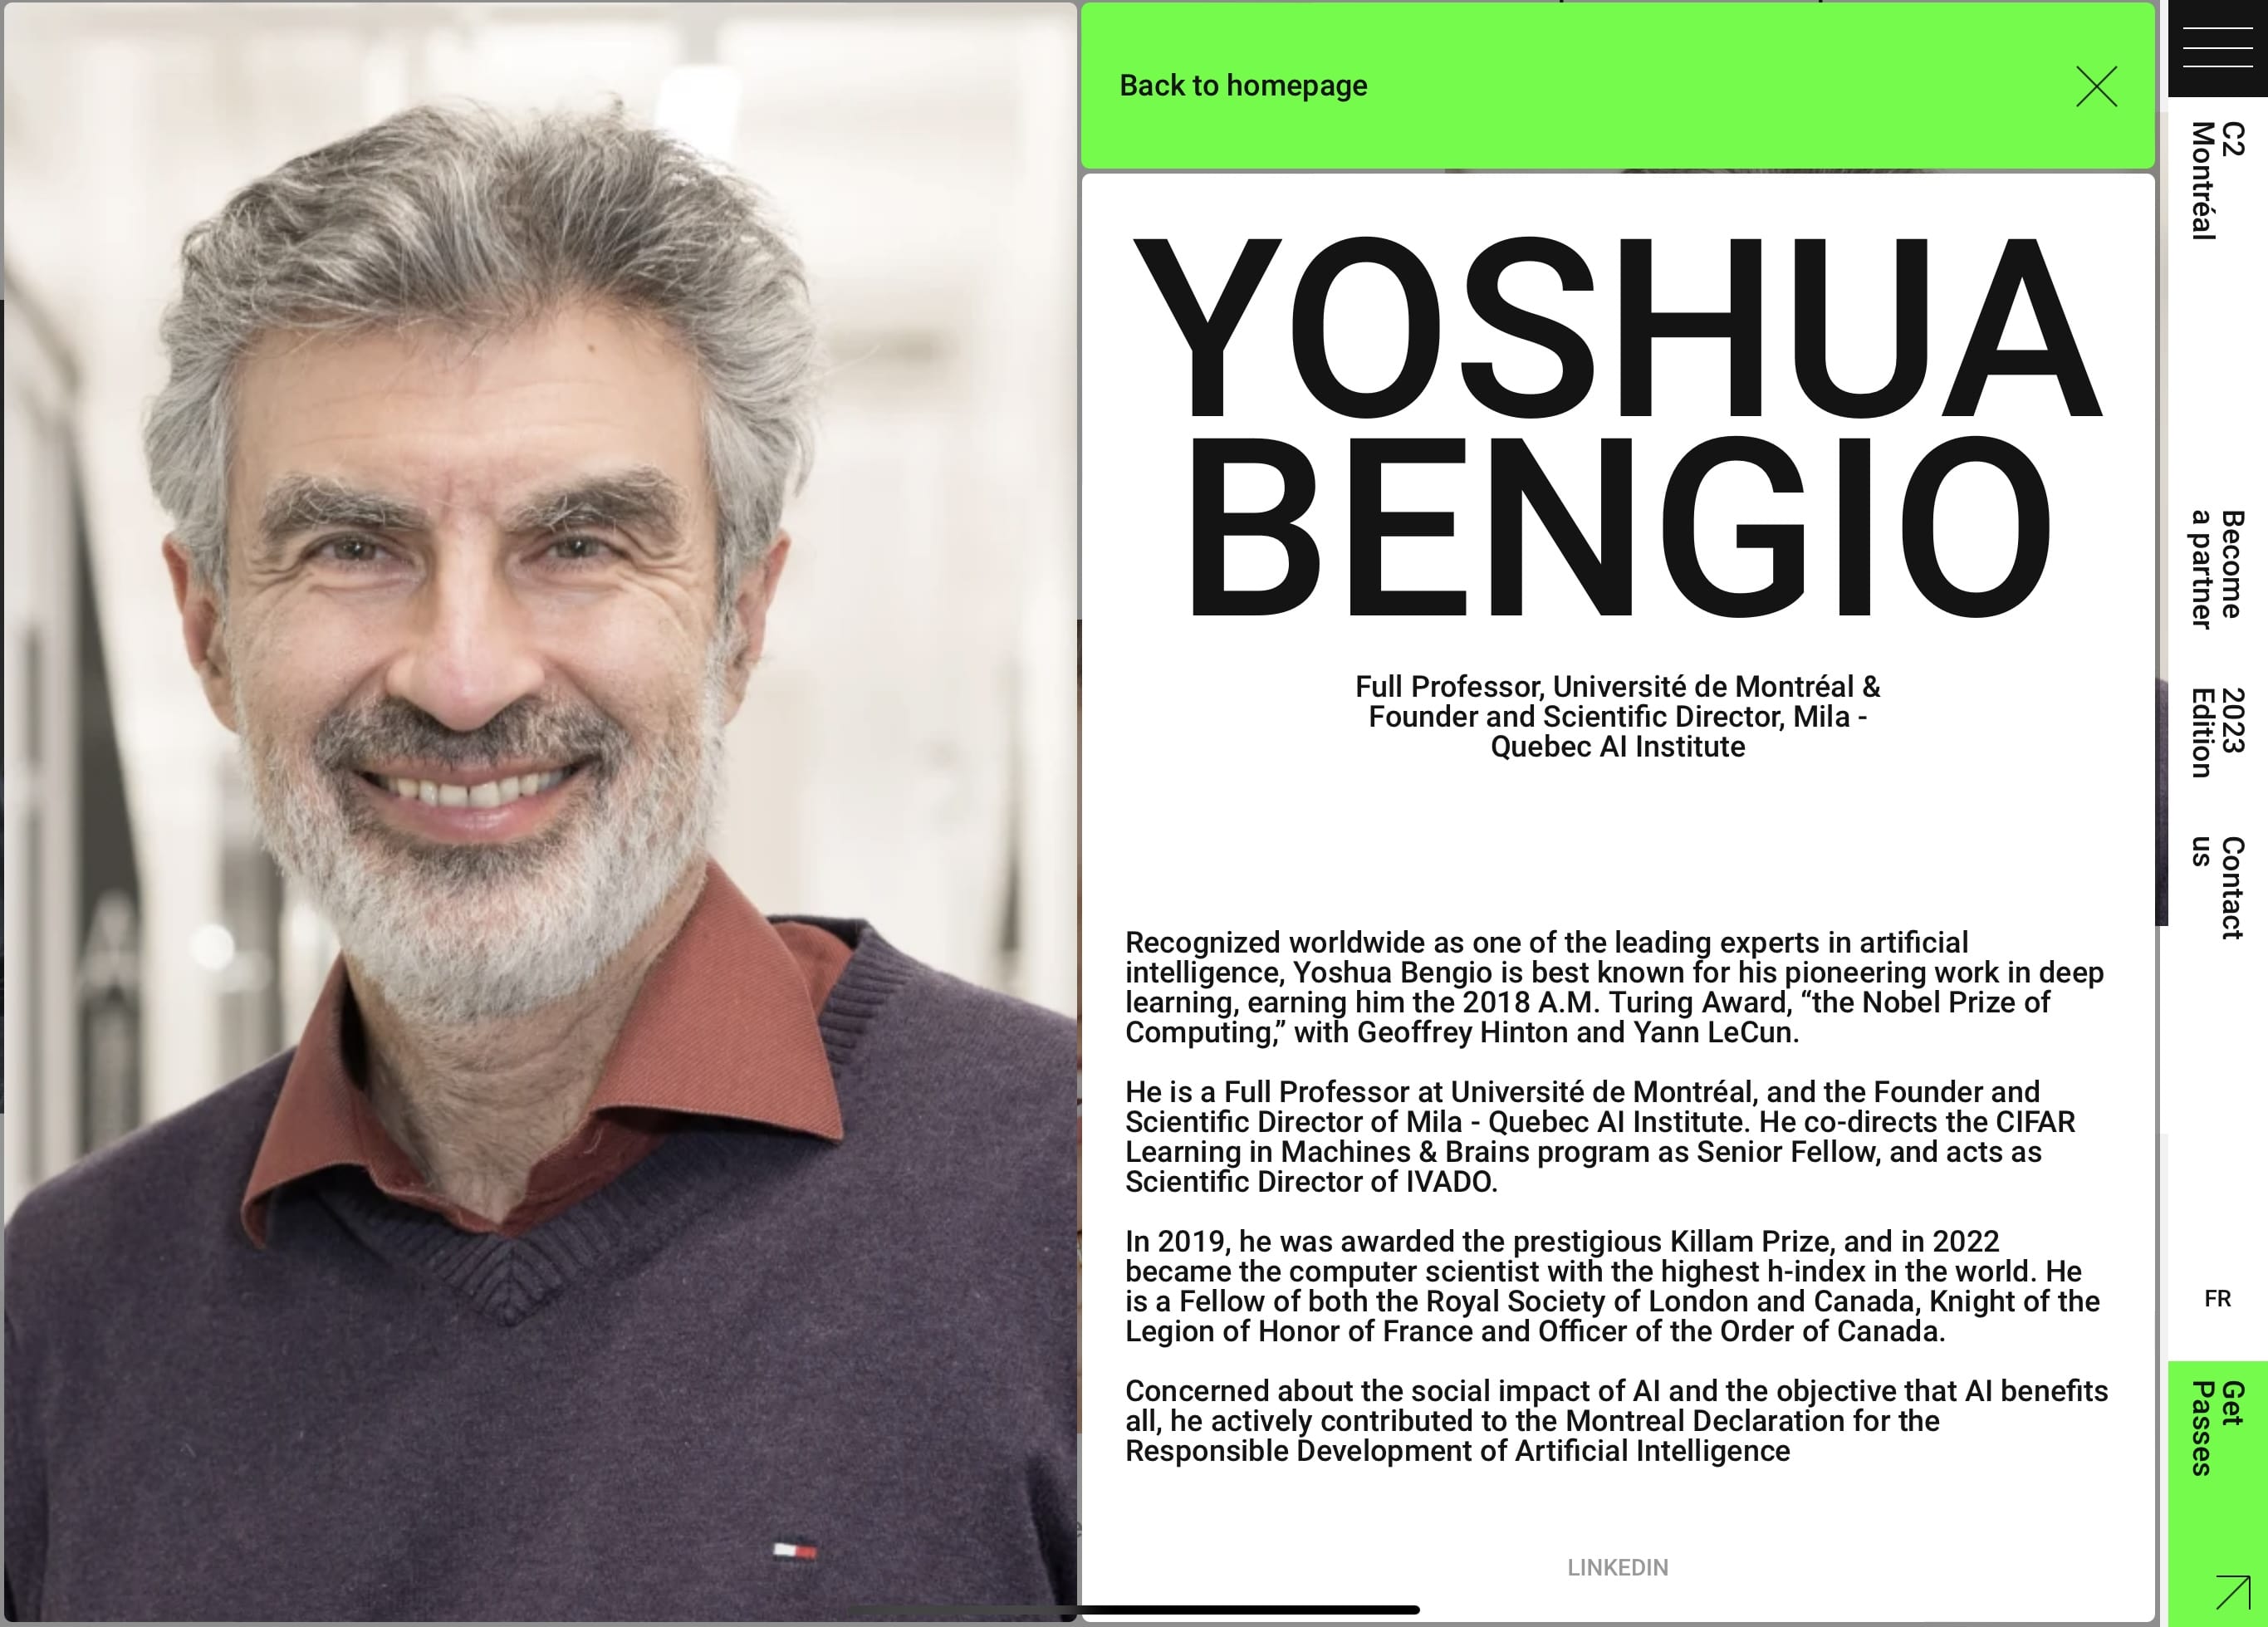 Back to homepage
YOSHUA
BENGIO
Full Professor, Université de Montréal &
Founder and Scientific Director, Mila -
Quebec AI Institute
Recognized worldwide as one of the leading experts in artificial
intelligence, Yoshua Bengio is best known for his pioneering work in deep
learning, earning him the 2018 A.M. Turing Award, “the Nobel Prize of
Computing,” with Geoffrey Hinton and Yann LeCun.
He is a Full Professor at Université de Montréal, and the Founder and
Scientific Director of Mila - Quebec AI Institute. He co-directs the CIFAR
Learning in Machines & Brains program as Senior Fellow, and acts as
Scientific Director of IVADO.
In 2019, he was awarded the prestigious Killam Prize, and in 2022
became the computer scientist with the highest h-index in the world. He
is a Fellow of both the Royal Society of London and Canada, Knight of the
Legion of Honor of France and Officer of the Order of Canada.
Concerned about the social impact of AI and the objective that AI benefits
all, he actively contributed to the Montreal Declaration for the
Responsible Development of Artificial Intelligence
LINKEDIN
C2
Montréal
Become
a partner
2023
Edition
Contact
us
FR
Get
Passes